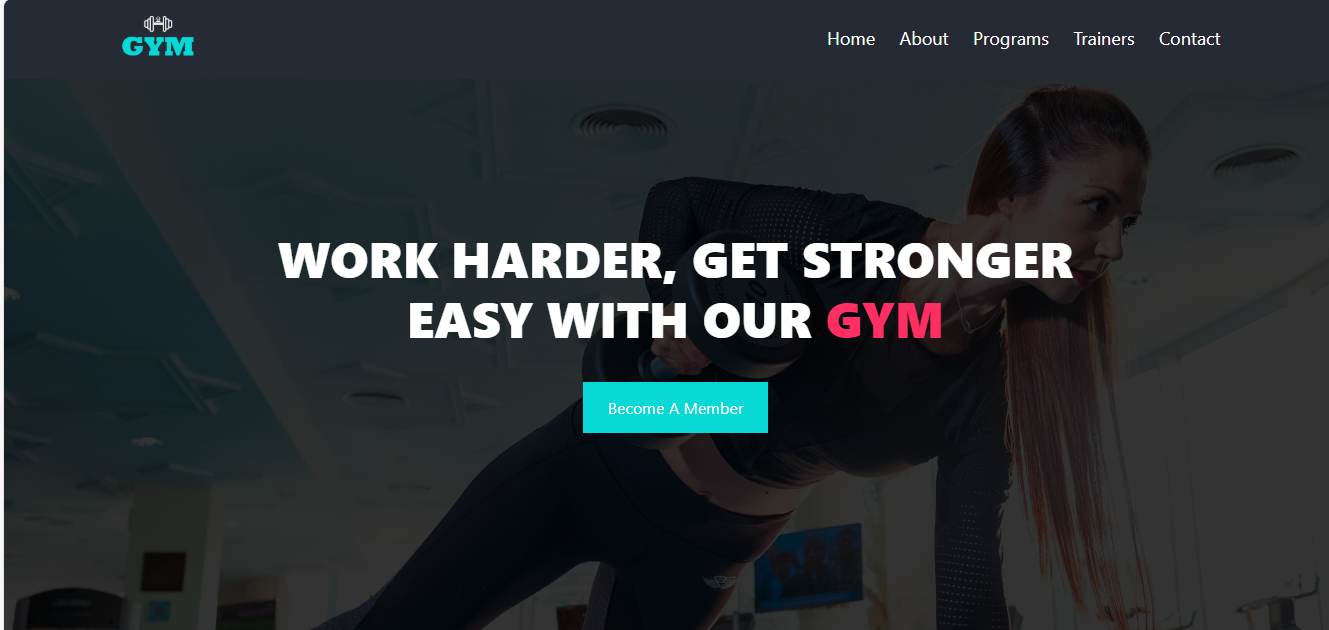 GYM
Home About Programs Trainers Contact
WORK HARDER, GET STRONGER
EASY WITH OUR GYM
Become A Member